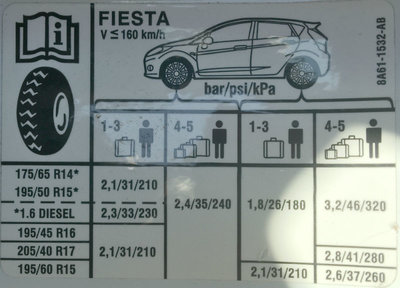 FIESTA
V ≤ 160 km/h
8A61-1532-AB
bar/psi/kPa
1-3 4-5 1-3 4-5
175/65 R14*
195/50 R15* 2,1/31/210
*1.6 DIESEL 2,3/33/230 2,4/35/240 1,8/26/180 3,2/46/320
195/45 R16
205/40 R17 2,1/31/210 2,8/41/280
195/60 R15 2,1/31/210 2,6/37/260